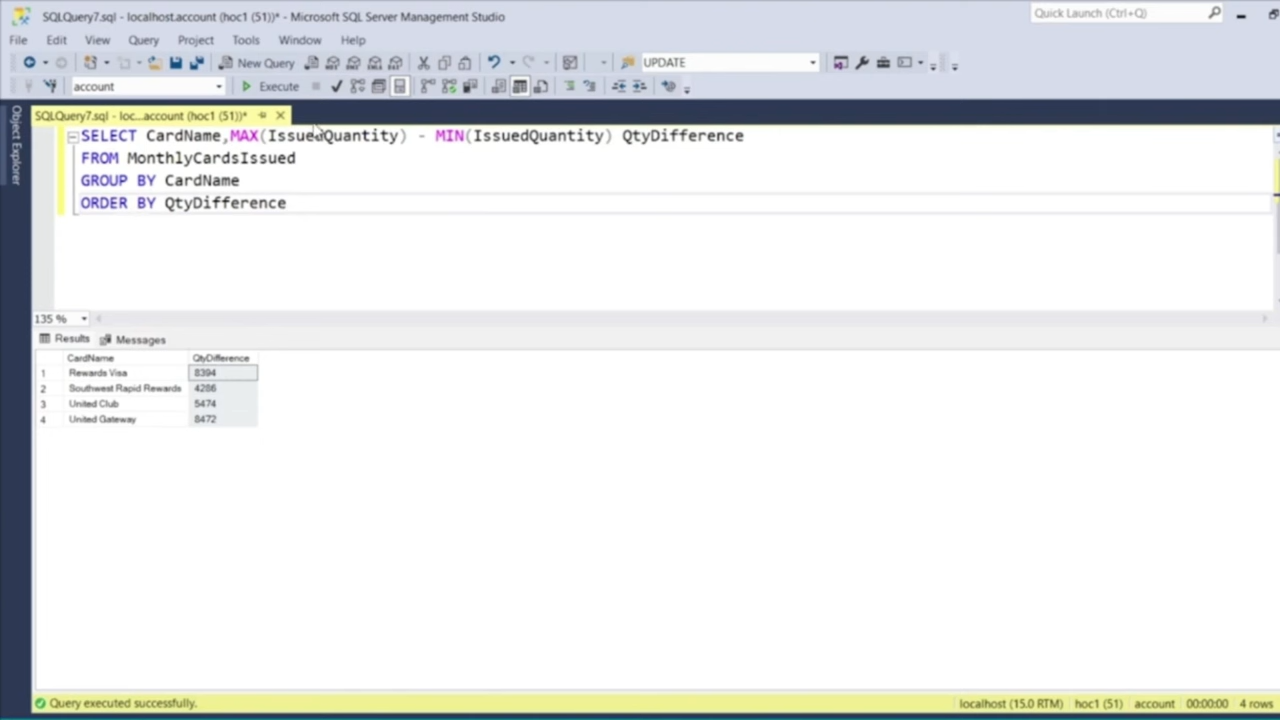 SQLQuery7.sql - localhost.account (hoc1 (51))* - Microsoft SQL Server Management Studio
Quick Launch (Ctrl+Q)
File Edit View Query Project Tools Window Help
New Query UPDATE
account Execute
Object Explorer
SQLQuery7.sql - loc...account (hoc1 (51))*
SELECT CardName,MAX(IssuedQuantity) - MIN(IssuedQuantity) QtyDifference
FROM MonthlyCardsIssued
GROUP BY CardName
ORDER BY QtyDifference
135 %
Results Messages
CardName QtyDifference
1 Rewards Visa 8394
2 Southwest Rapid Rewards 4286
3 United Club 5474
4 United Gateway 8472
Query executed successfully. localhost (15.0 RTM) hoc1 (51) account 00:00:00 4 rows